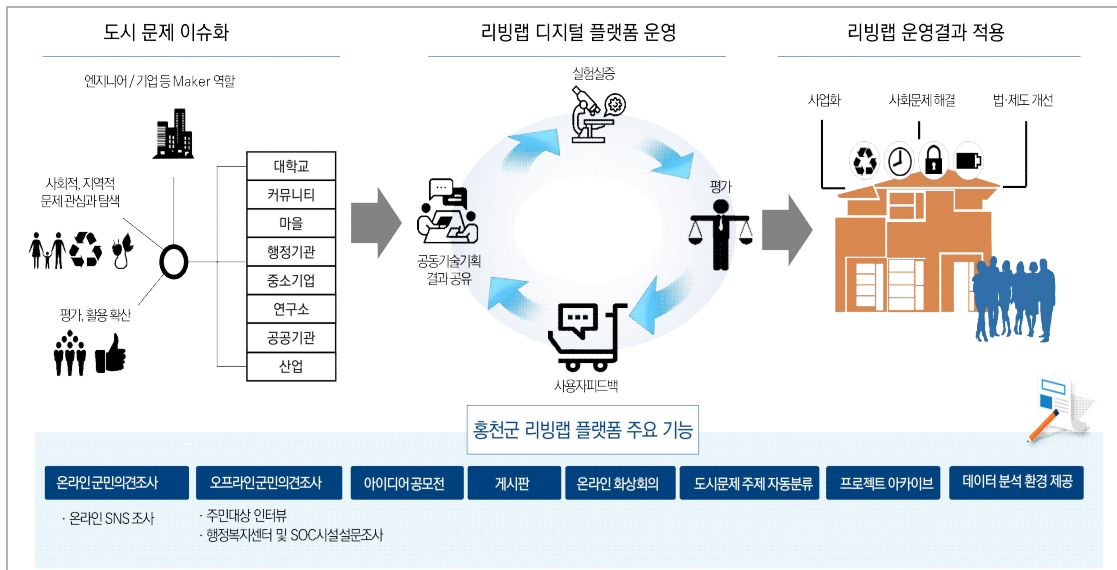 도시 문제 이슈화
엔지니어 / 기업 등 Maker 역할
사회적, 지역적
문제 관심과 탐색
평가, 활용 확산
대학교
커뮤니티
마을
행정기관
중소기업
연구소
공공기관
산업
리빙랩 디지털 플랫폼 운영
실험실증
평가
사용자피드백
공동기술기획
결과 공유
리빙랩 운영결과 적용
사업화
사회문제 해결
법·제도 개선
홍천군 리빙랩 플랫폼 주요 기능
온라인 군민의견조사
· 온라인 SNS 조사
오프라인군민의견조사
· 주민대상 인터뷰
· 행정복지센터 및 SOC시설설문조사
아이디어 공모전
게시판
온라인 화상회의
도시문제 주제 자동분류
프로젝트 아카이브
데이터 분석 환경 제공